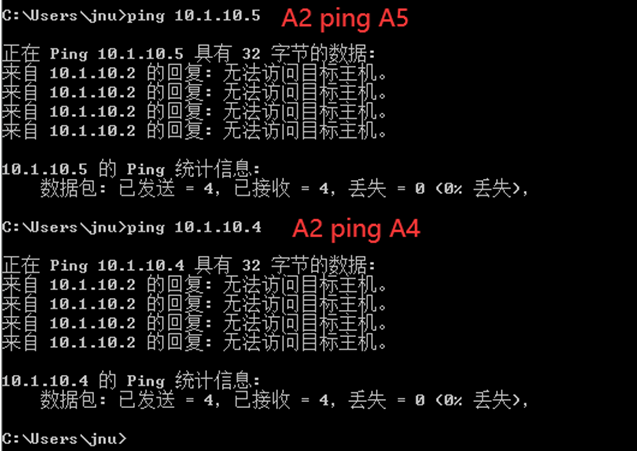 C:\Users\jnu>ping 10.1.10.5 A2 ping A5
正在 Ping 10.1.10.5 具有 32 字节的数据:
来自 10.1.10.2 的回复: 无法访问目标主机。
来自 10.1.10.2 的回复: 无法访问目标主机。
来自 10.1.10.2 的回复: 无法访问目标主机。
来自 10.1.10.2 的回复: 无法访问目标主机。
10.1.10.5 的 Ping 统计信息:
数据包: 已发送 = 4, 已接收 = 4, 丢失 = 0 (0% 丢失),
C:\Users\jnu>ping 10.1.10.4 A2 ping A4
正在 Ping 10.1.10.4 具有 32 字节的数据:
来自 10.1.10.2 的回复: 无法访问目标主机。
来自 10.1.10.2 的回复: 无法访问目标主机。
来自 10.1.10.2 的回复: 无法访问目标主机。
来自 10.1.10.2 的回复: 无法访问目标主机。
10.1.10.4 的 Ping 统计信息:
数据包: 已发送 = 4, 已接收 = 4, 丢失 = 0 (0% 丢失),
C:\Users\jnu>